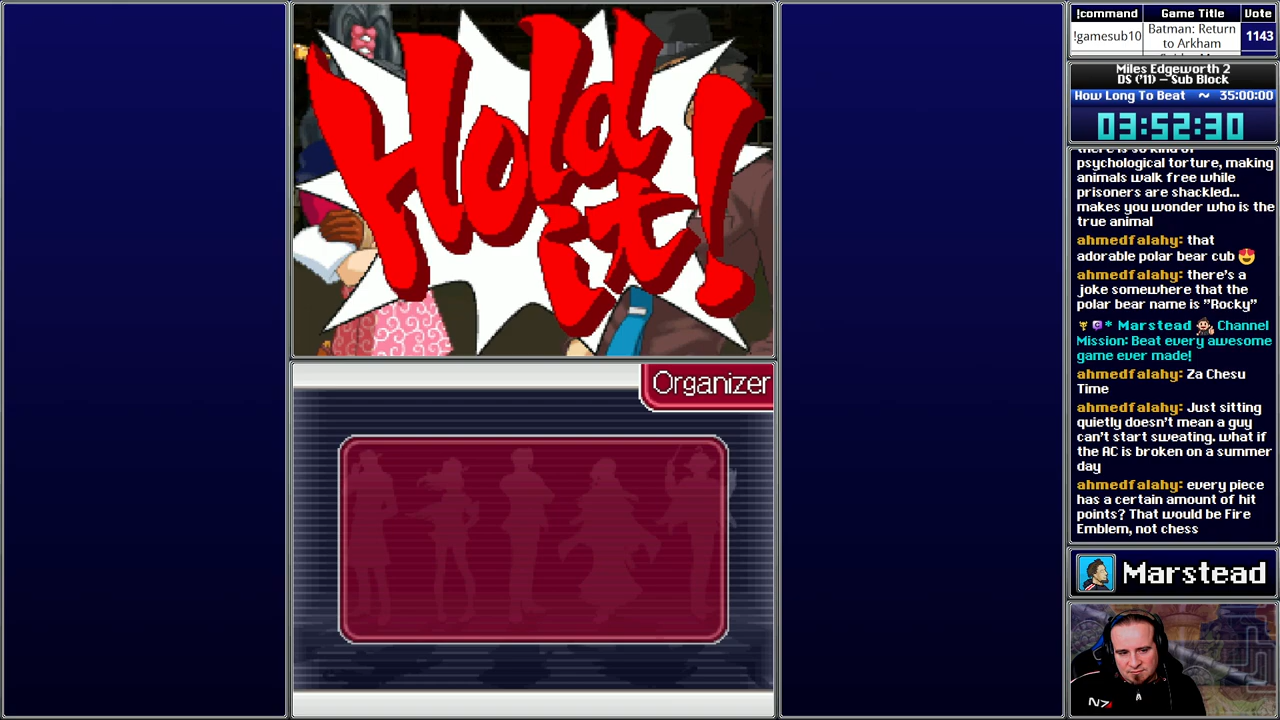 Hold
it!
Organizer
!command Game Title Vote
!gamesub10 Batman: Return to Arkham 1143
Miles Edgeworth 2
DS ('11) – Sub Block
How Long To Beat ~ 35:00:00
03:52:30
psychological torture, making
animals walk free while
prisoners are shackled...
makes you wonder who is the
true animal
ahmedfalahy: that
adorable polar bear cub 😍
ahmedfalahy: there's a
joke somewhere that the
polar bear name is "Rocky"
* Marstead Channel
Mission: Beat every awesome
game ever made!
ahmedfalahy: Za Chesu
Time
ahmedfalahy: Just sitting
quietly doesn't mean a guy
can't start sweating. what if
the AC is broken on a summer
day
ahmedfalahy: every piece
has a certain amount of hit
points? That would be Fire
Emblem, not chess
Marstead
N7